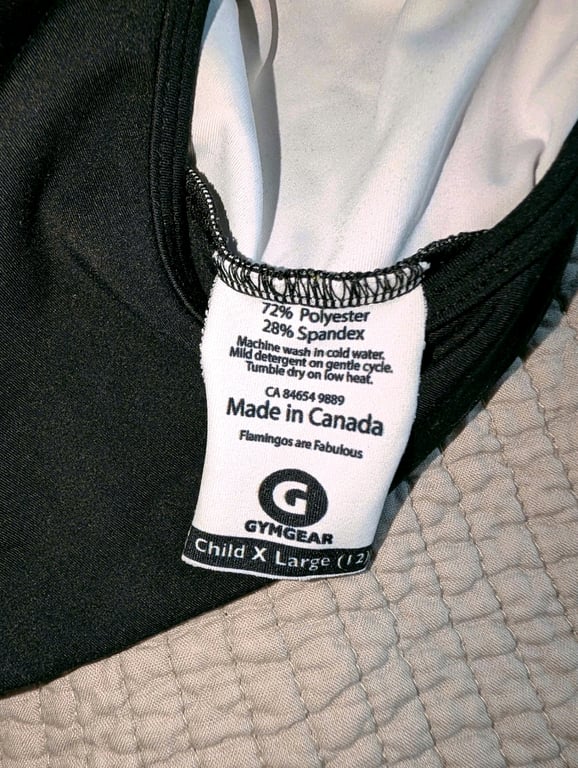 72% Polyester
28% Spandex
Machine wash in cold water.
Mild detergent on gentle cycle.
Tumble dry on low heat.
CA 84654 9889
Made in Canada
Flamingos are Fabulous
G
GYMGEAR
Child X Large (12)